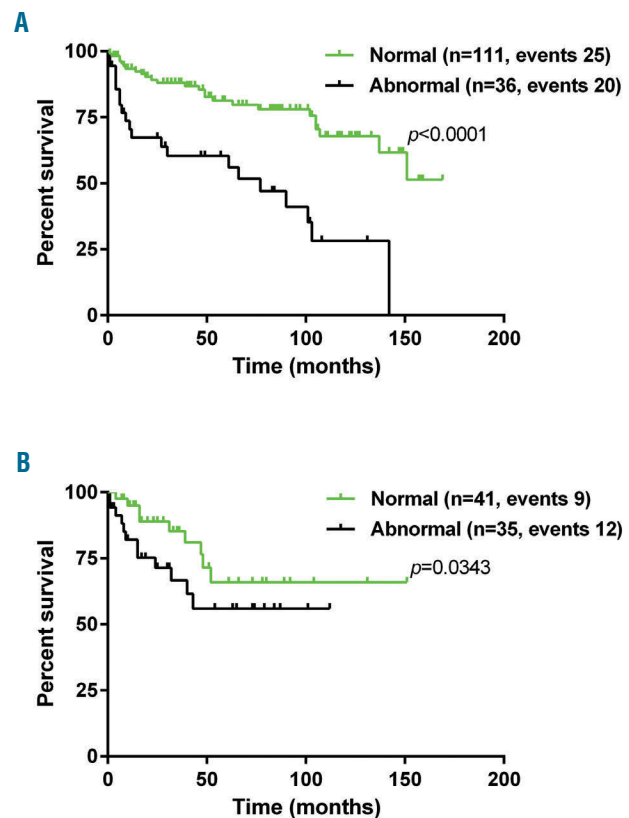 A
Percent survival
100
75
50
25
0
Normal (n=111, events 25)
Abnormal (n=36, events 20)
p<0.0001
0 50 100 150 200
Time (months)
B
Percent survival
100
75
50
25
0
Normal (n=41, events 9)
Abnormal (n=35, events 12)
p=0.0343
0 50 100 150 200
Time (months)